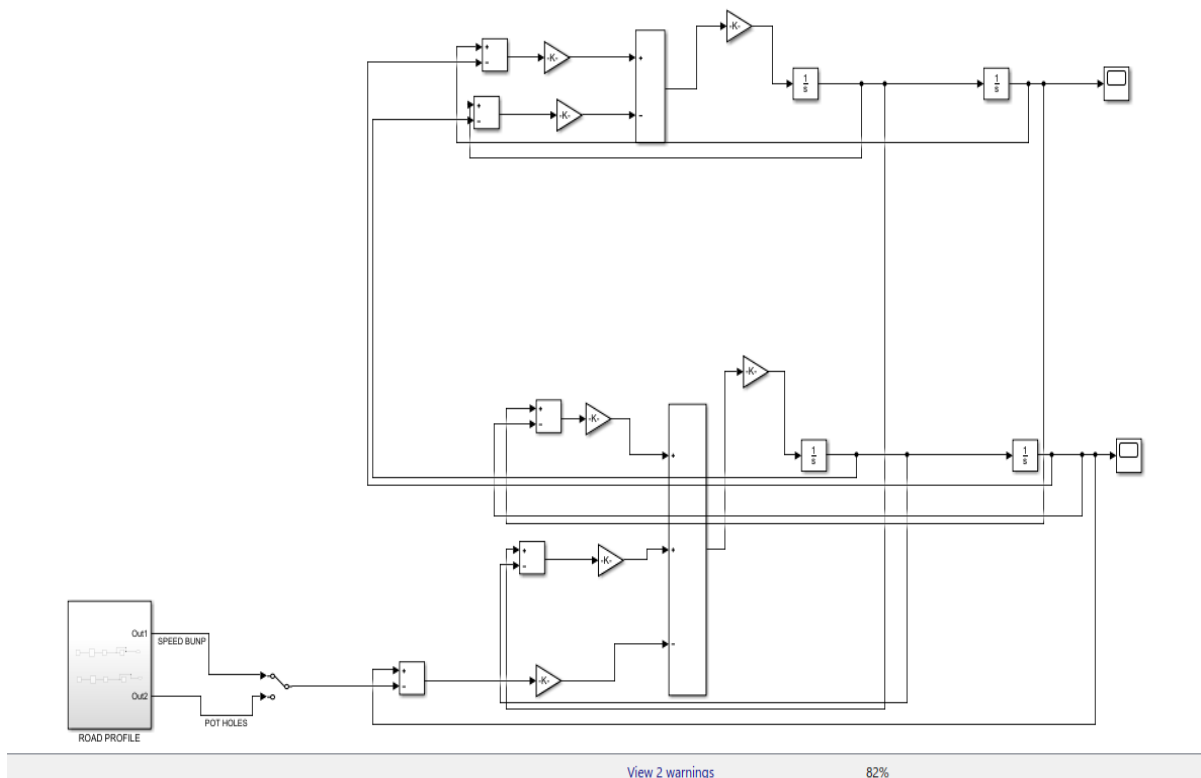 -K-
+
-
-K-
+
-K-
1
s
1
s
+
-
-K-
-
-K-
+
-
-K-
+
1
s
1
s
+
-
-K-
+
Out1
SPEED BUNP
-
+
-
-K-
Out2
POT HOLES
ROAD PROFILE
View 2 warnings
82%